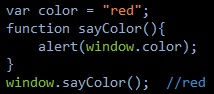 var color = "red";
function sayColor(){
    alert(window.color);
}
window.sayColor();  //red